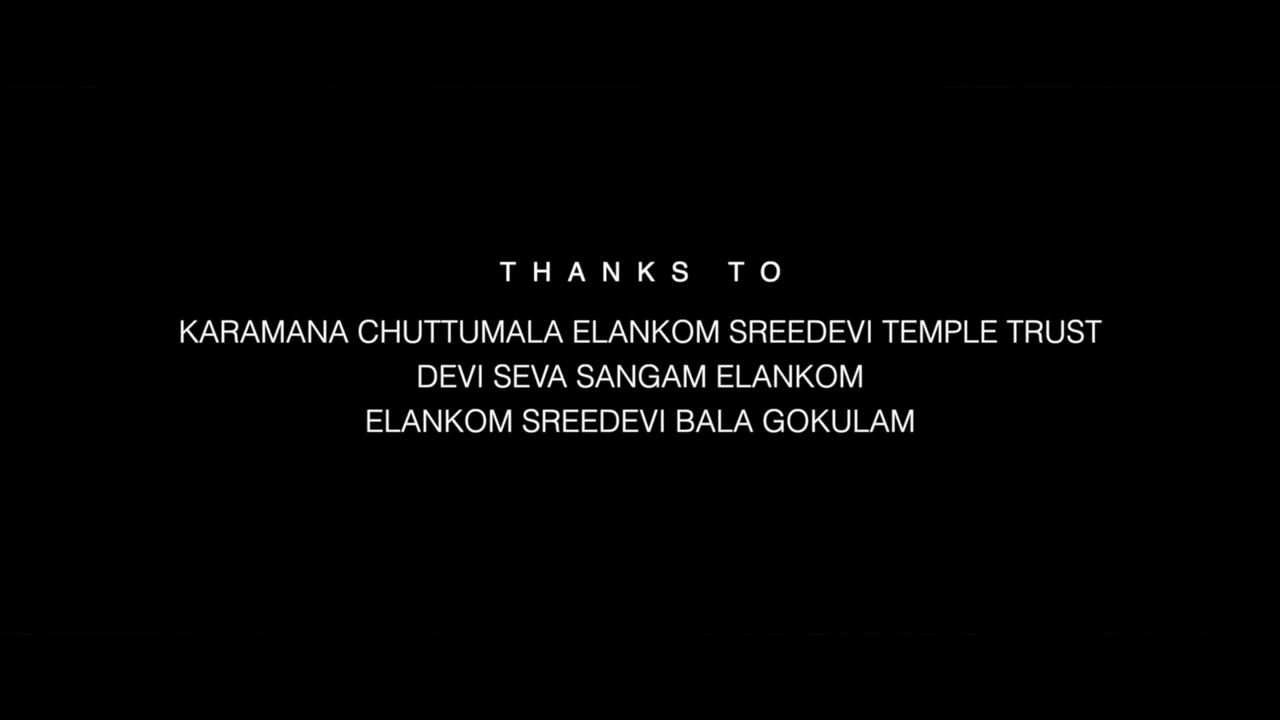 THANKS TO
KARAMANA CHUTTUMALA ELANKOM SREEDEVI TEMPLE TRUST
DEVI SEVA SANGAM ELANKOM
ELANKOM SREEDEVI BALA GOKULAM